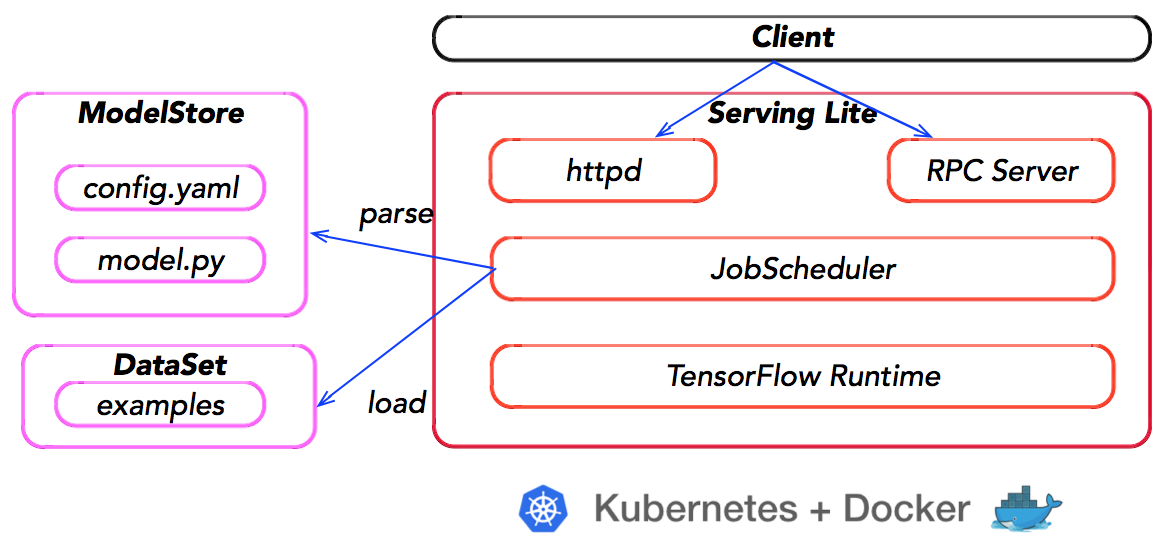 Client
ModelStore
config.yaml
model.py
DataSet
examples
parse
load
Serving Lite
httpd
RPC Server
JobScheduler
TensorFlow Runtime
Kubernetes + Docker